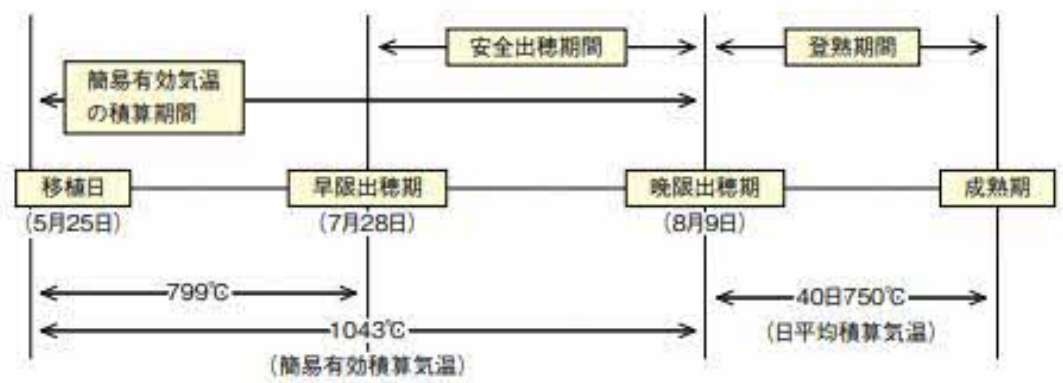 安全出穂期間
登熟期間
簡易有効気温
の積算期間
移植日
早限出穂期
晩限出穂期
成熟期
(5月25日)
(7月28日)
(8月9日)
799℃
40日750℃
1043℃
(日平均積算気温)
(簡易有効積算気温)